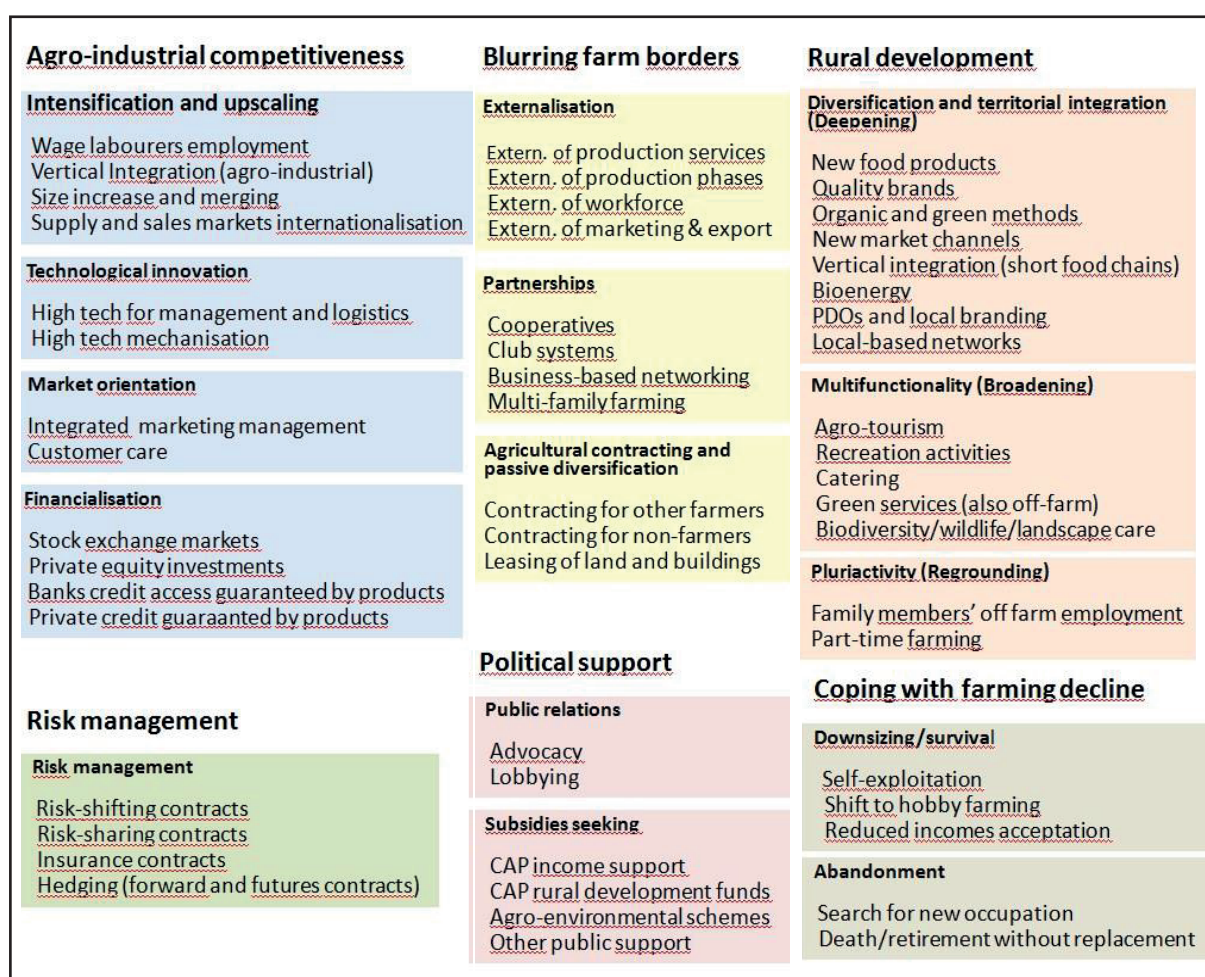 Agro-industrial competitiveness
Intensification and upscaling
Wage labourers employment
Vertical Integration (agro-industrial)
Size increase and merging
Supply and sales markets internationalisation
Technological innovation
High tech for management and logistics
High tech mechanisation
Market orientation
Integrated marketing management
Customer care
Financialisation
Stock exchange markets
Private equity investments
Banks credit access guaranteed by products
Private credit guaraanted by products
Risk management
Risk management
Risk-shifting contracts
Risk-sharing contracts
Insurance contracts
Hedging (forward and futures contracts)
Blurring farm borders
Externalisation
Extern. of production services
Extern. of production phases
Extern. of workforce
Extern. of marketing & export
Partnerships
Cooperatives
Club systems
Business-based networking
Multi-family farming
Agricultural contracting and
passive diversification
Contracting for other farmers
Contracting for non-farmers
Leasing of land and buildings
Political support
Public relations
Advocacy
Lobbying
Subsidies seeking
CAP income support
CAP rural development funds
Agro-environmental schemes
Other public support
Rural development
Diversification and territorial integration
(Deepening)
New food products
Quality brands
Organic and green methods
New market channels
Vertical integration (short food chains)
Bioenergy
PDOs and local branding
Local-based networks
Multifunctionality (Broadening)
Agro-tourism
Recreation activities
Catering
Green services (also off-farm)
Biodiversity/wildlife/landscape care
Pluriactivity (Regrounding)
Family members' off farm employment
Part-time farming
Coping with farming decline
Downsizing/survival
Self-exploitation
Shift to hobby farming
Reduced incomes acceptation
Abandonment
Search for new occupation
Death/retirement without replacement